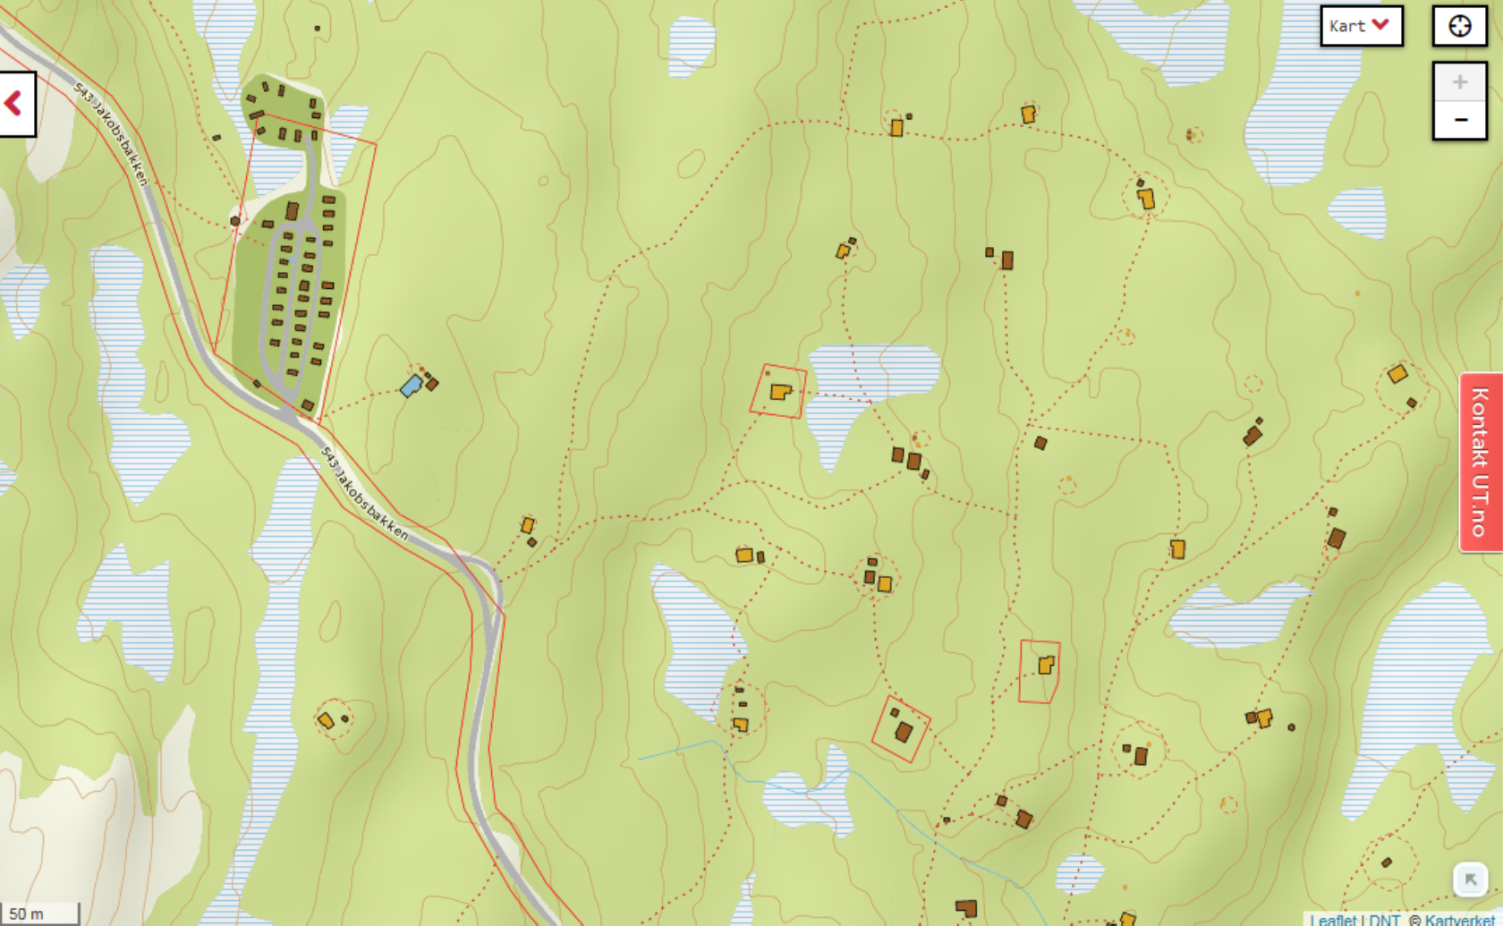 Kart
+
−
543 Jakobsbakken
543 Jakobsbakken
Kontakt UT.no
50 m
Leaflet | DNT, © Kartverket